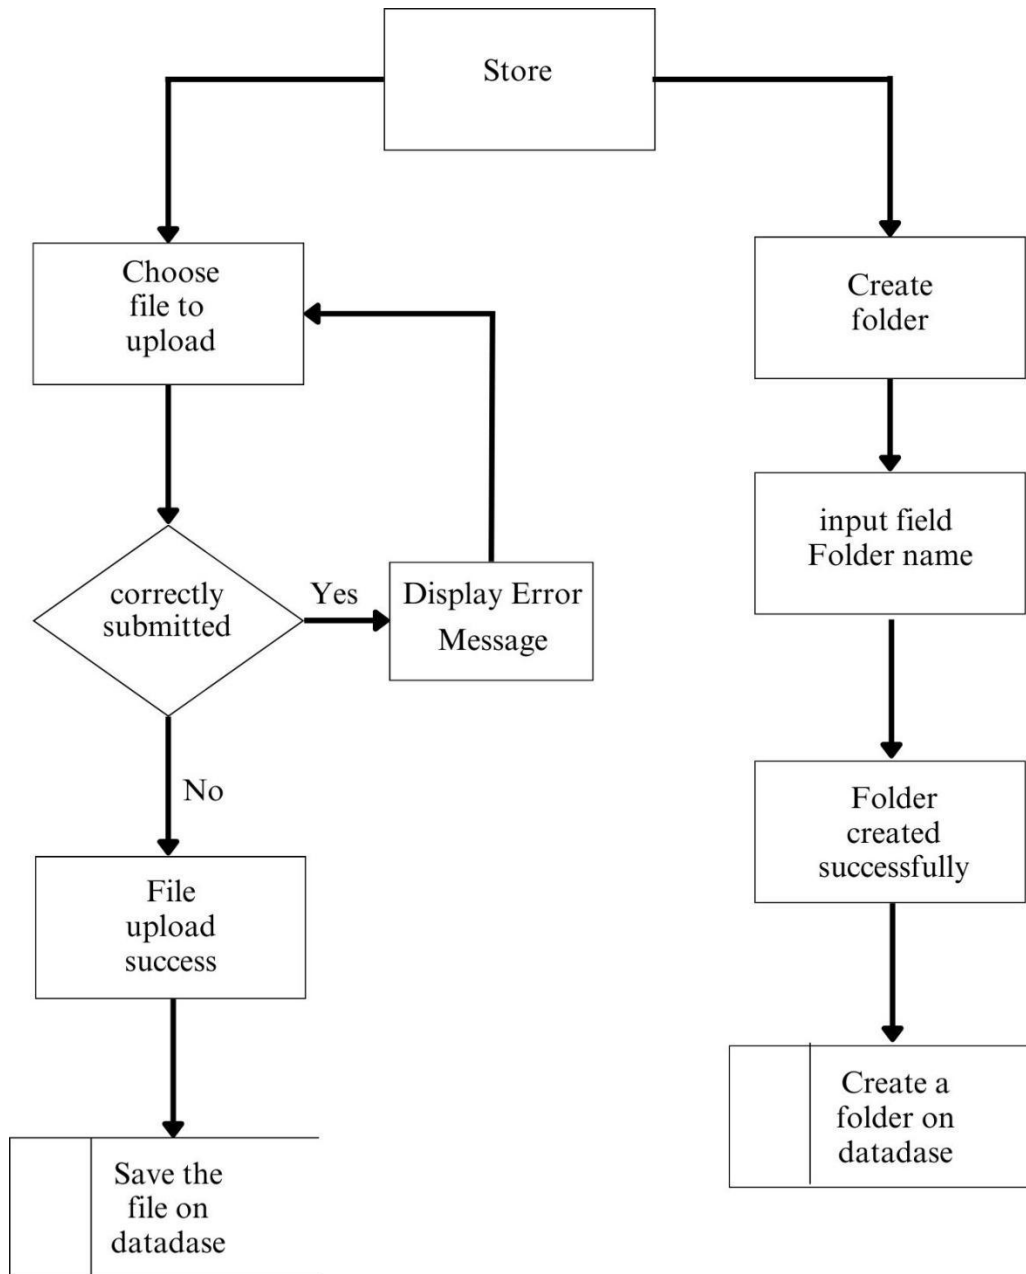 Store
Choose
file to
upload
correctly
submitted
Yes
Display Error
Message
No
File
upload
success
Save the
file on
datadase
Create
folder
input field
Folder name
Folder
created
successfully
Create a
folder on
datadase